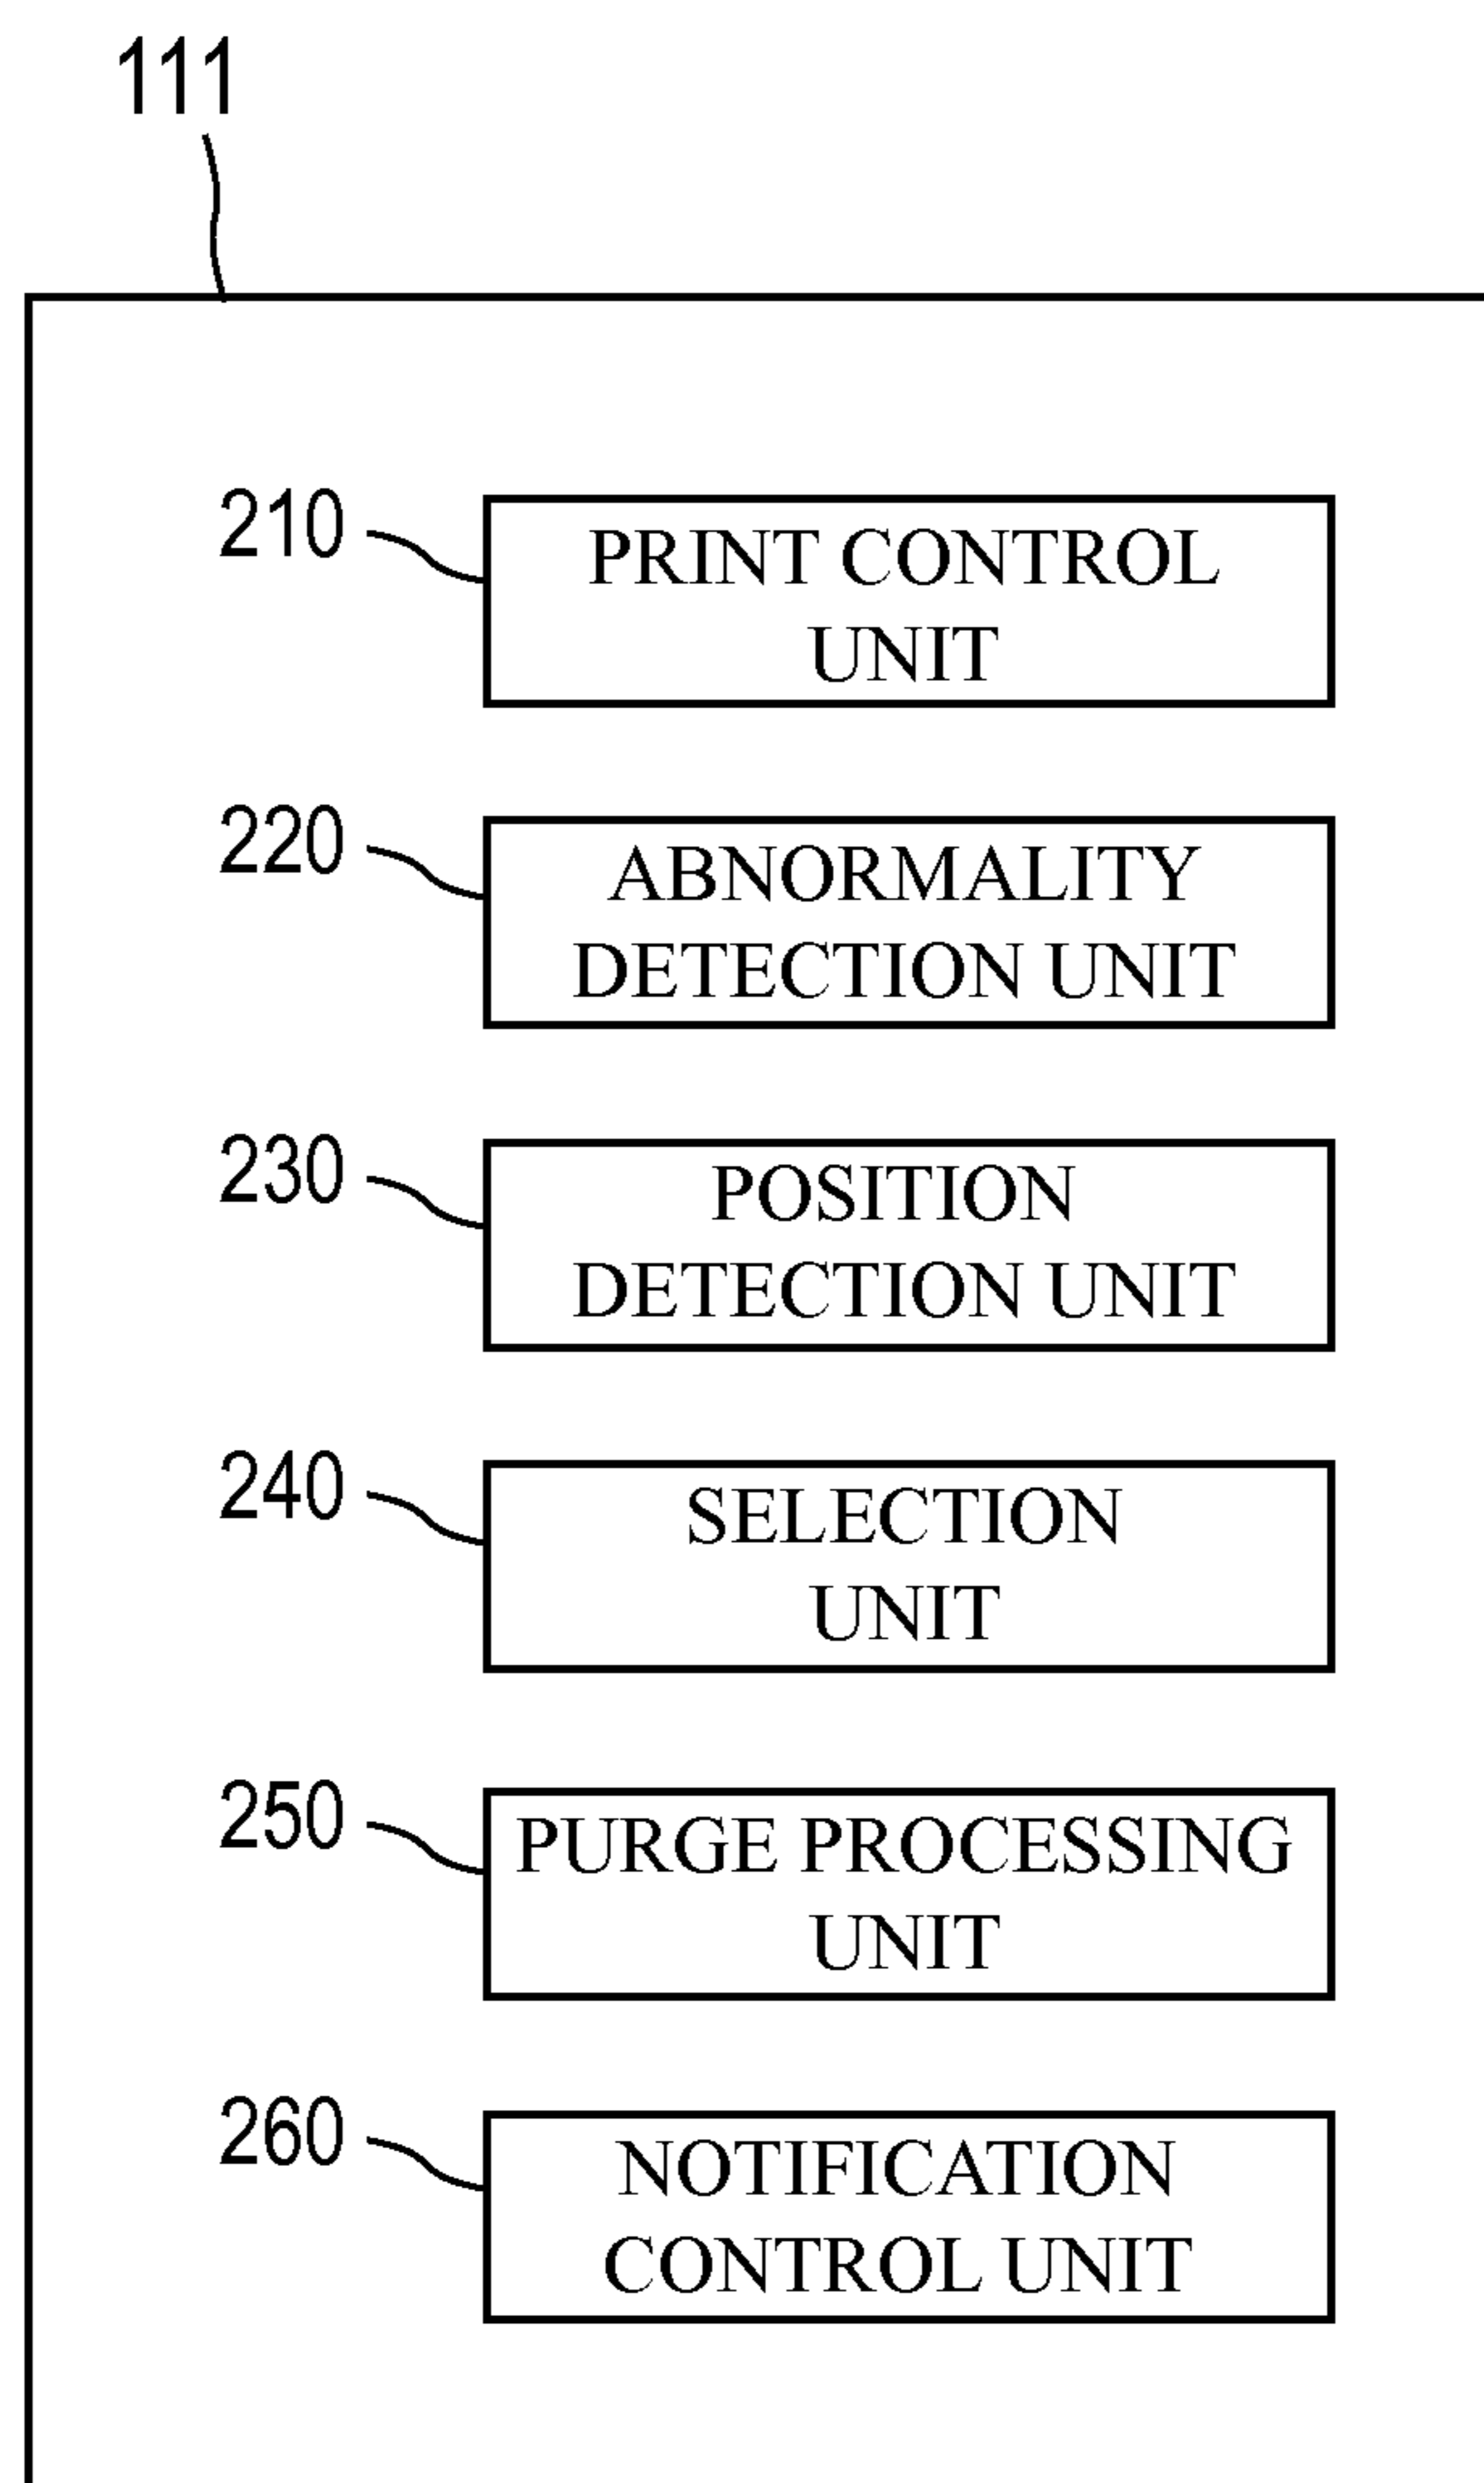 111
210
PRINT CONTROL
UNIT
220
ABNORMALITY
DETECTION UNIT
230
POSITION
DETECTION UNIT
240
SELECTION
UNIT
250
PURGE PROCESSING
UNIT
260
NOTIFICATION
CONTROL UNIT